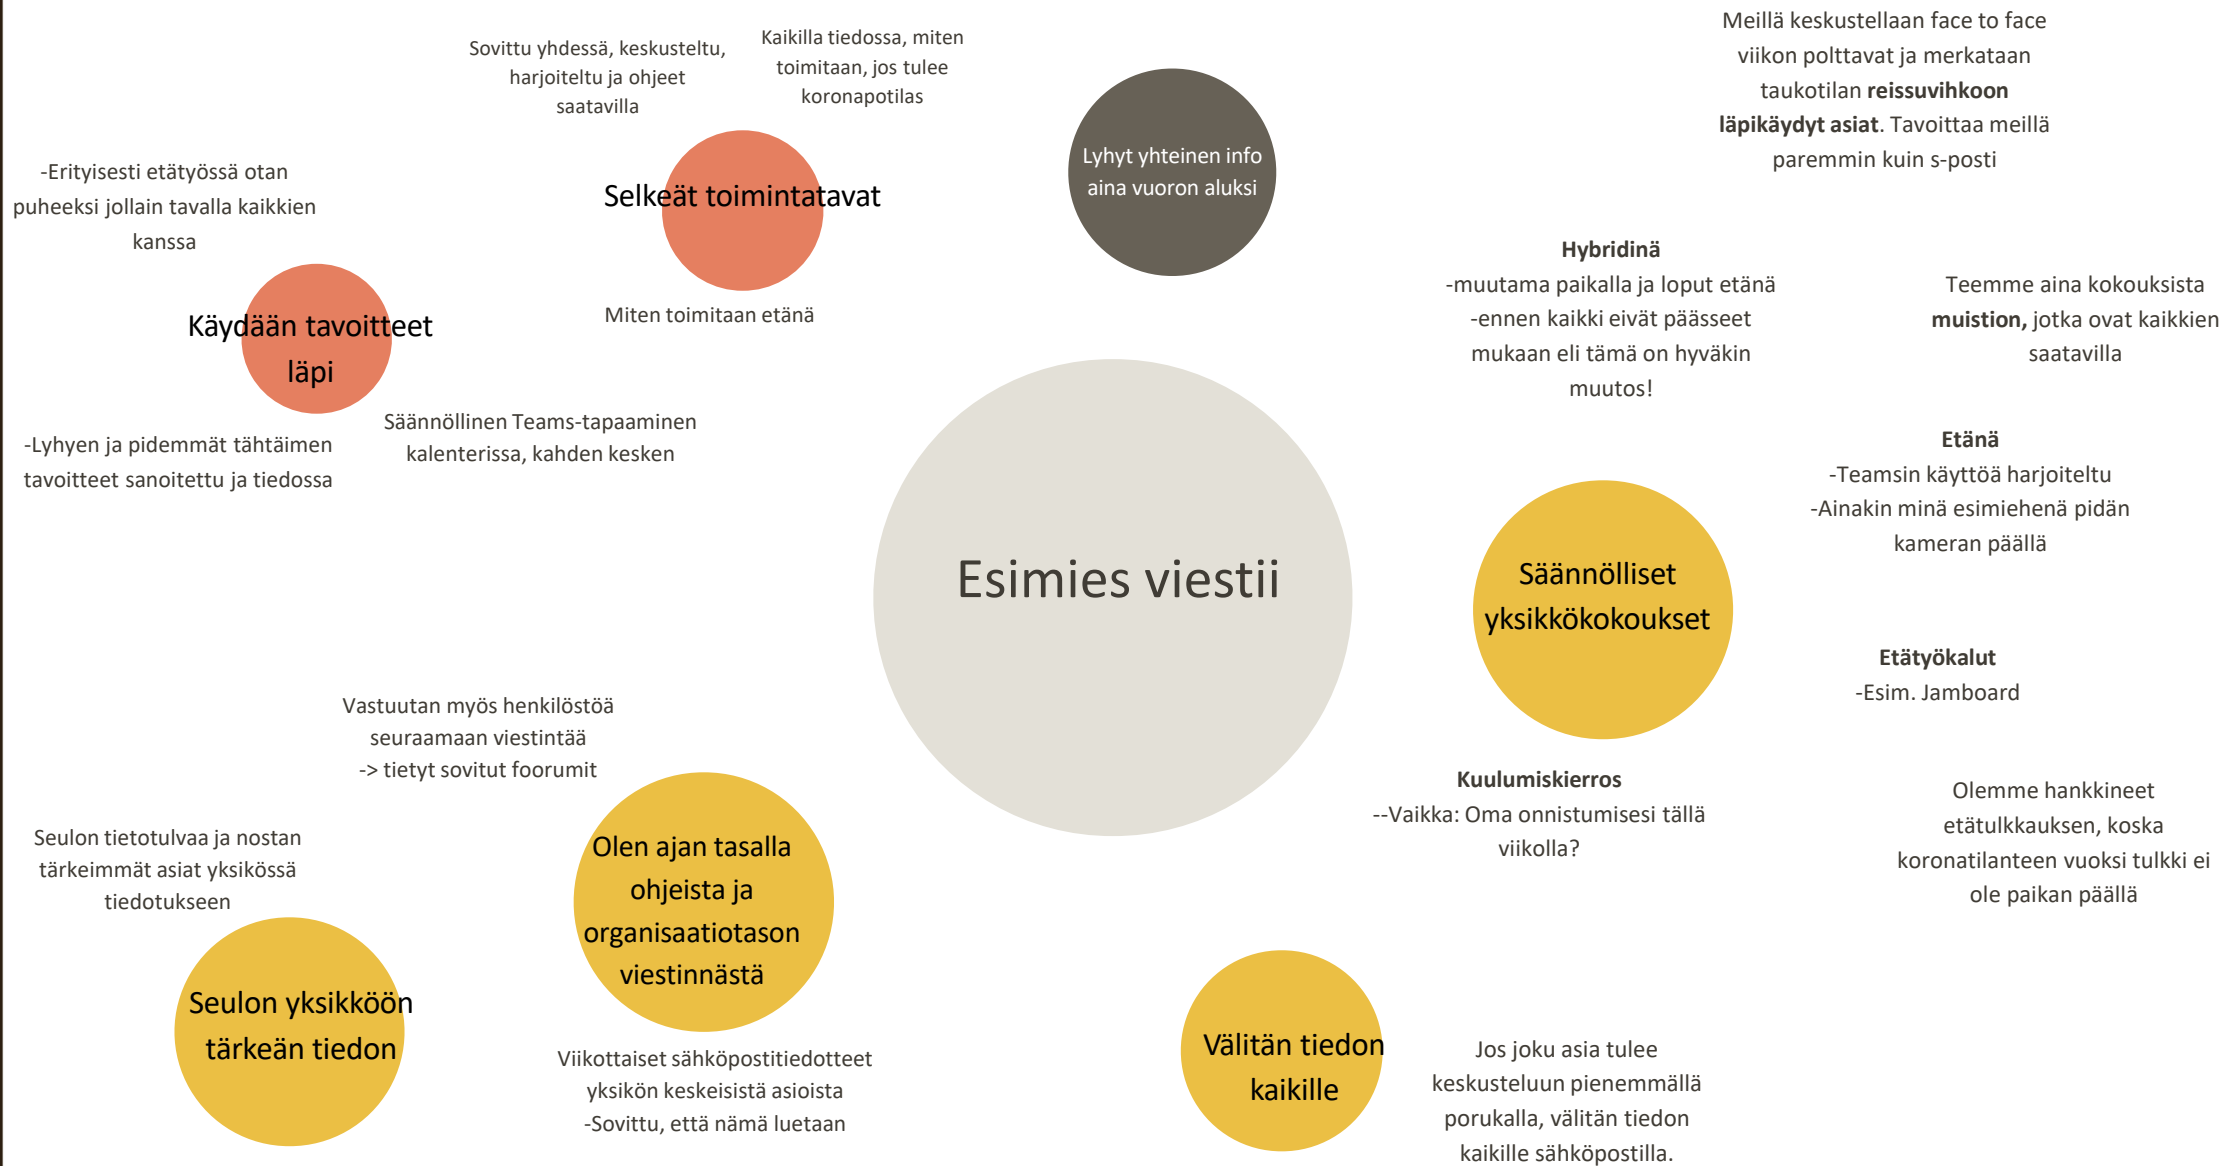 Sovittu yhdessä, keskusteltu,
harjoiteltu ja ohjeet
saatavilla
Kaikilla tiedossa, miten
toimitaan, jos tulee
koronapotilas
Selkeät toimintatavat
Miten toimitaan etänä
-Erityisesti etätyössä otan
puheeksi jollain tavalla kaikkien
kanssa
Käydään tavoitteet
läpi
-Lyhyen ja pidemmät tähtäimen
tavoitteet sanoitettu ja tiedossa
Säännöllinen Teams-tapaaminen
kalenterissa, kahden kesken
Lyhyt yhteinen info
aina vuoron aluksi
Meillä keskustellaan face to face
viikon polttavat ja merkataan
taukotilan reissuvihkoon
läpikäydyt asiat. Tavoittaa meillä
paremmin kuin s-posti
Hybridinä
-muutama paikalla ja loput etänä
-ennen kaikki eivät päässeet
mukaan eli tämä on hyväkin
muutos!
Teemme aina kokouksista
muistion, jotka ovat kaikkien
saatavilla
Etänä
-Teamsin käyttöä harjoiteltu
-Ainakin minä esimiehenä pidän
kameran päällä
Esimies viestii
Säännölliset
yksikkökokoukset
Etätyökalut
-Esim. Jamboard
Kuulumiskierros
--Vaikka: Oma onnistumisesi tällä
viikolla?
Olemme hankkineet
etätulkkauksen, koska
koronatilanteen vuoksi tulkki ei
ole paikan päällä
Vastuutan myös henkilöstöä
seuraamaan viestintää
-> tietyt sovitut foorumit
Olen ajan tasalla
ohjeista ja
organisaatiotason
viestinnästä
Viikottaiset sähköpostitiedotteet
yksikön keskeisistä asioista
-Sovittu, että nämä luetaan
Seulon tietotulvaa ja nostan
tärkeimmät asiat yksikössä
tiedotukseen
Seulon yksikköön
tärkeän tiedon
Välitän tiedon
kaikille
Jos joku asia tulee
keskusteluun pienemmällä
porukalla, välitän tiedon
kaikille sähköpostilla.